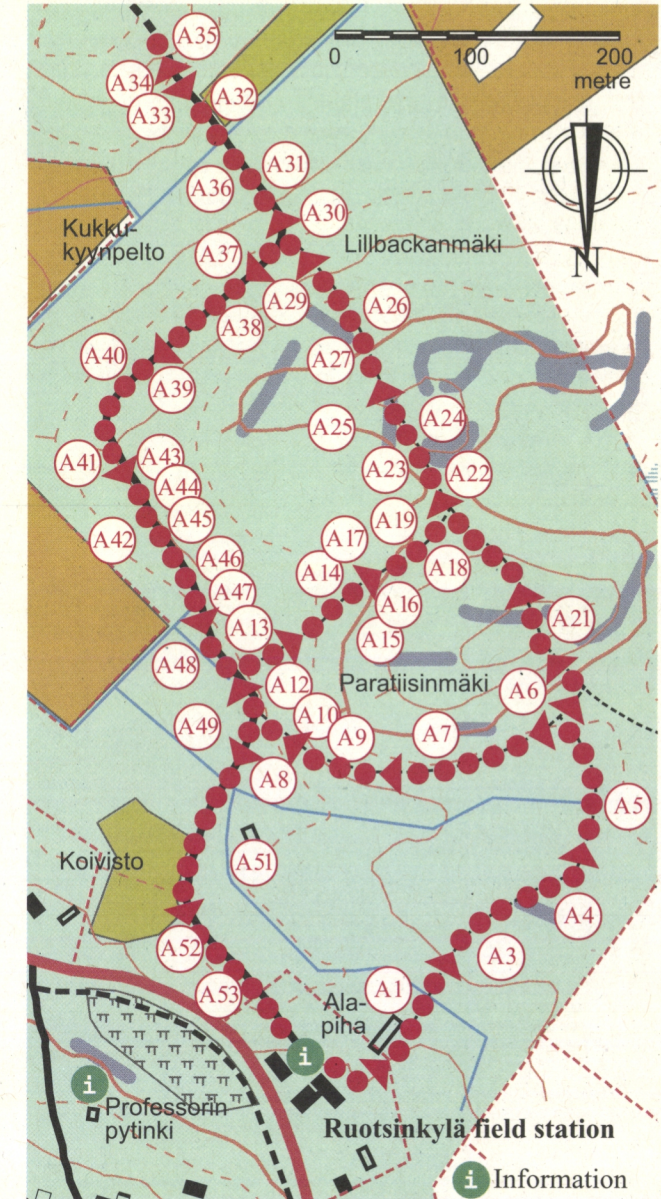 A35
0 100 200
metre
A34
A33
A32
A31
A36
A30
Kukku-
kyynpelto
Lillbackanmäki
N
A37
A29
A26
A38
A27
A40
A39
A24
A25
A43
A41
A23
A22
A44
A45
A19
A42
A17
A46
A14
A18
A47
A16
A21
A13
A15
A48
A12
Paratiisinmäki
A6
A10
A49
A9
A7
A8
A5
Koivisto
A51
A4
A52
A3
A53
A1
Ala-
piha
i
i
Professorin
pytinki
Ruotsinkylä field station
i Information